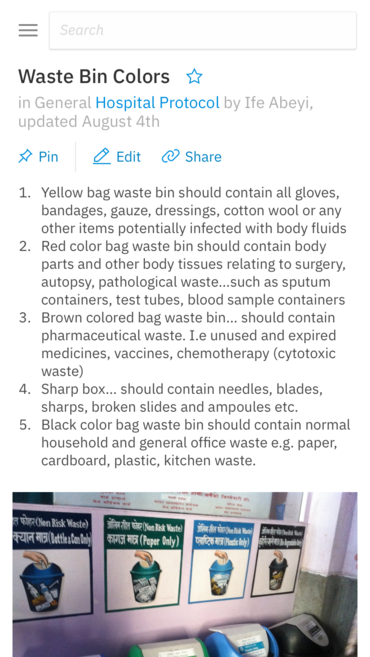 Search
Waste Bin Colors
in General Hospital Protocol by Ife Abeyi,
updated August 4th
Pin Edit Share
1. Yellow bag waste bin should contain all gloves,
bandages, gauze, dressings, cotton wool or any
other items potentially infected with body fluids
2. Red color bag waste bin should contain body
parts and other body tissues relating to surgery,
autopsy, pathological waste...such as sputum
containers, test tubes, blood sample containers
3. Brown colored bag waste bin... should contain
pharmaceutical waste. I.e unused and expired
medicines, vaccines, chemotherapy (cytotoxic
waste)
4. Sharp box... should contain needles, blades,
sharps, broken slides and ampoules etc.
5. Black color bag waste bin should contain normal
household and general office waste e.g. paper,
cardboard, plastic, kitchen waste.
फोहर (Non Risk Waste)
मात्र (Bottle & Can Only)
जोखिम रहित फोहर (Non Risk Waste)
कागज मात्र (Paper Only)
जोखिम रहित फोहर (Non Risk Waste)
प्लाष्टिक मात्र (Plastic Only)